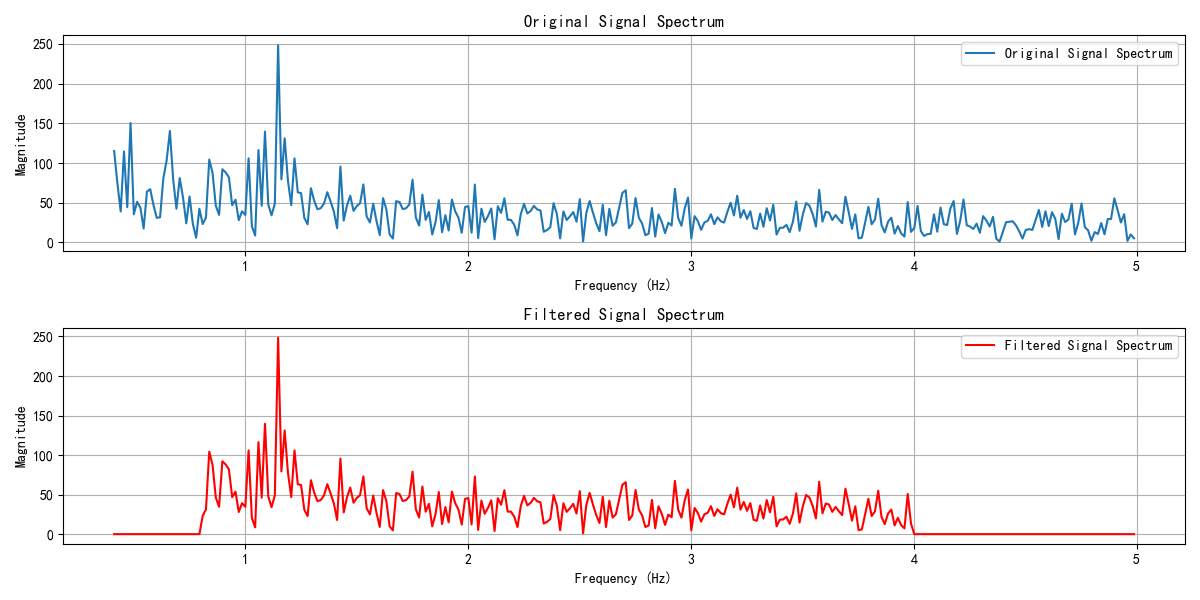 Original Signal Spectrum
250
200
150
100
50
0
Magnitude
Original Signal Spectrum
1 2 3 4 5
Frequency (Hz)
Filtered Signal Spectrum
250
200
150
100
50
0
Magnitude
Filtered Signal Spectrum
1 2 3 4 5
Frequency (Hz)